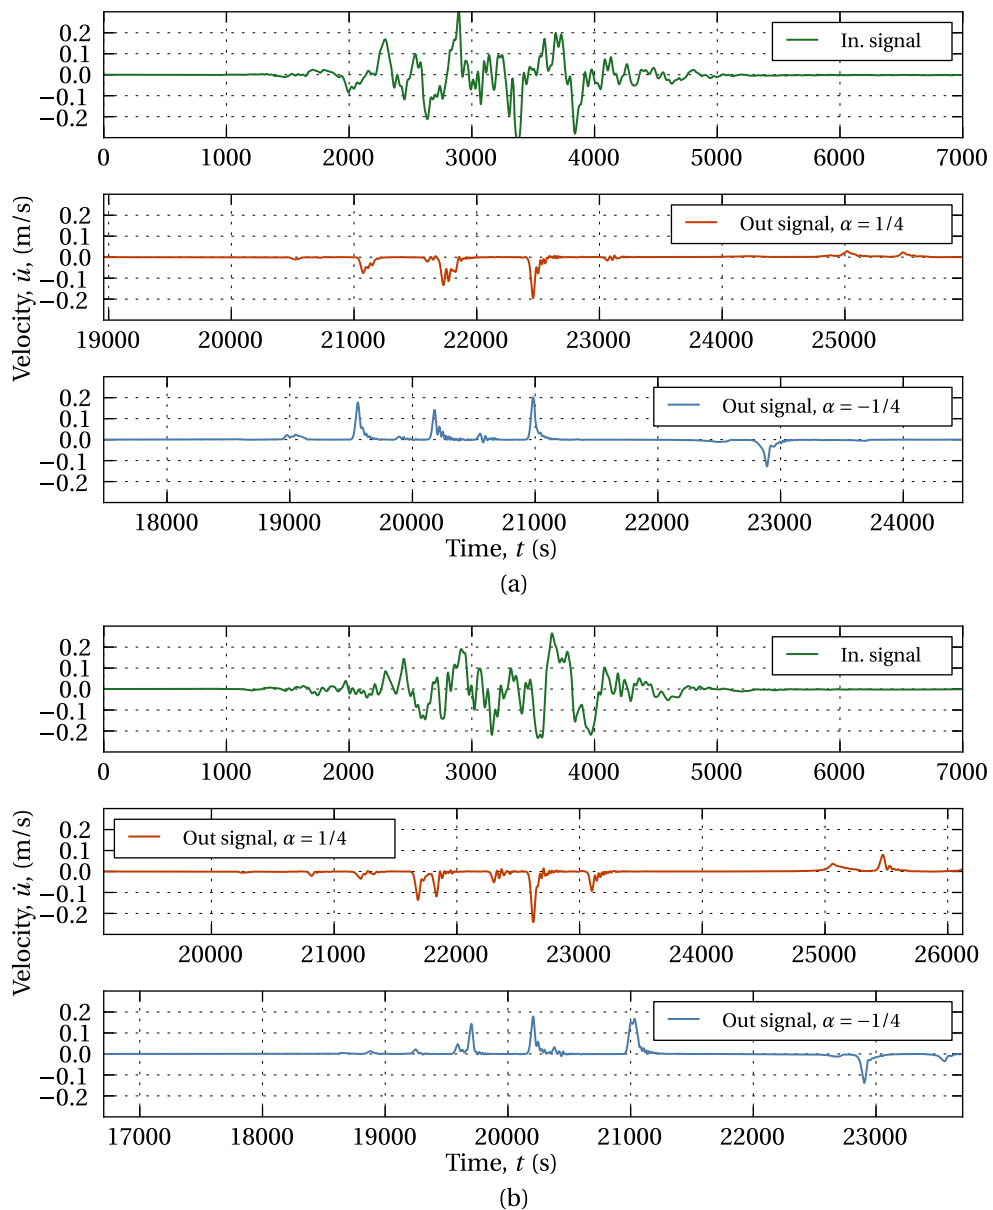 0.2
0.1
0.0
−0.1
−0.2
In. signal
0 1000 2000 3000 4000 5000 6000 7000
Velocity, u̇, (m/s)
0.2
0.1
0.0
−0.1
−0.2
Out signal, α = 1/4
19000 20000 21000 22000 23000 24000 25000
0.2
0.1
0.0
−0.1
−0.2
Out signal, α = −1/4
18000 19000 20000 21000 22000 23000 24000
Time, t (s)
(a)
0.2
0.1
0.0
−0.1
−0.2
In. signal
0 1000 2000 3000 4000 5000 6000 7000
Velocity, u̇, (m/s)
0.2
0.1
0.0
−0.1
−0.2
Out signal, α = 1/4
20000 21000 22000 23000 24000 25000 26000
0.2
0.1
0.0
−0.1
−0.2
Out signal, α = −1/4
17000 18000 19000 20000 21000 22000 23000
Time, t (s)
(b)